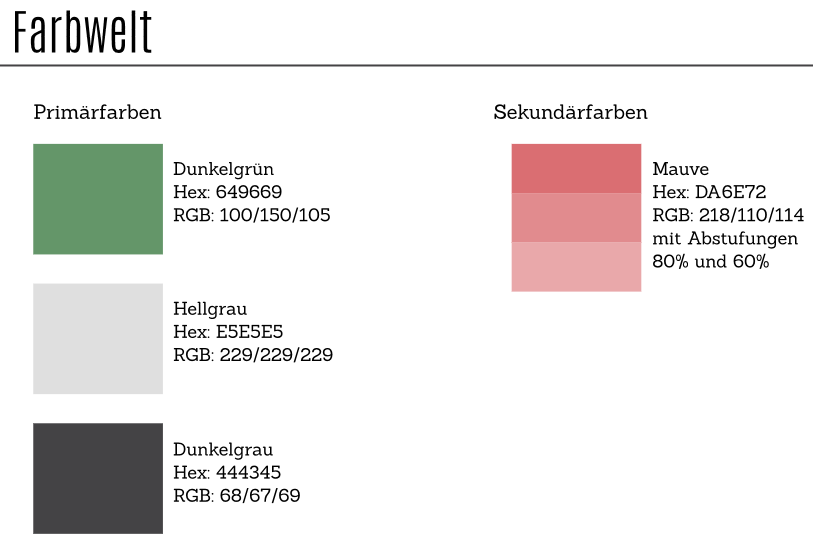 Farbwelt
Primärfarben
Dunkelgrün
Hex: 649669
RGB: 100/150/105
Hellgrau
Hex: E5E5E5
RGB: 229/229/229
Dunkelgrau
Hex: 444345
RGB: 68/67/69
Sekundärfarben
Mauve
Hex: DA6E72
RGB: 218/110/114
mit Abstufungen
80% und 60%